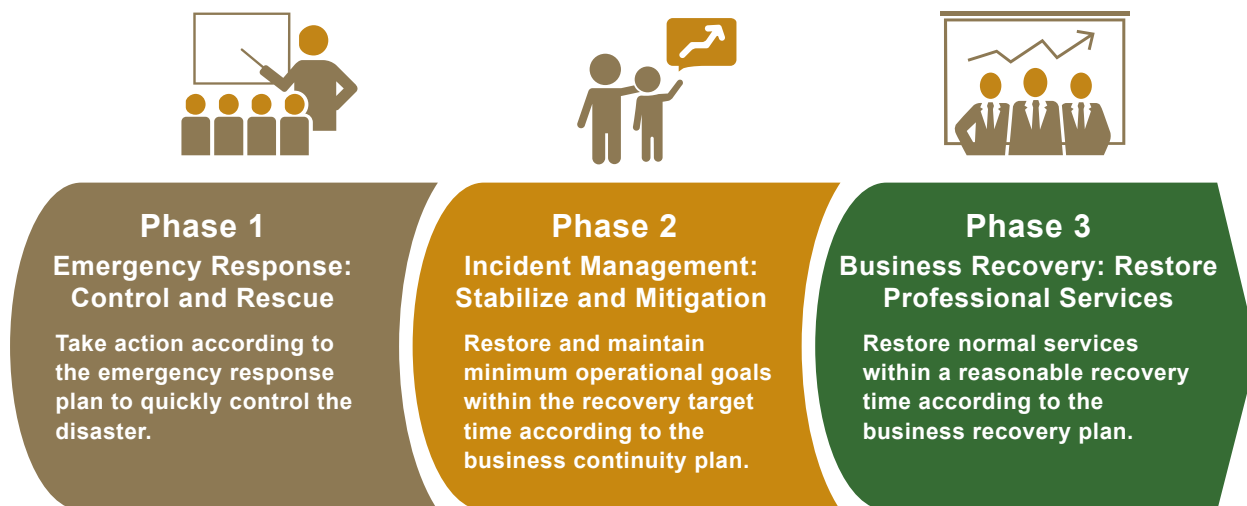 Phase 1
Emergency Response:
Control and Rescue
Take action according to
the emergency response
plan to quickly control the
disaster.
Phase 2
Incident Management:
Stabilize and Mitigation
Restore and maintain
minimum operational goals
within the recovery target
time according to the
business continuity plan.
Phase 3
Business Recovery: Restore
Professional Services
Restore normal services
within a reasonable recovery
time according to the
business recovery plan.